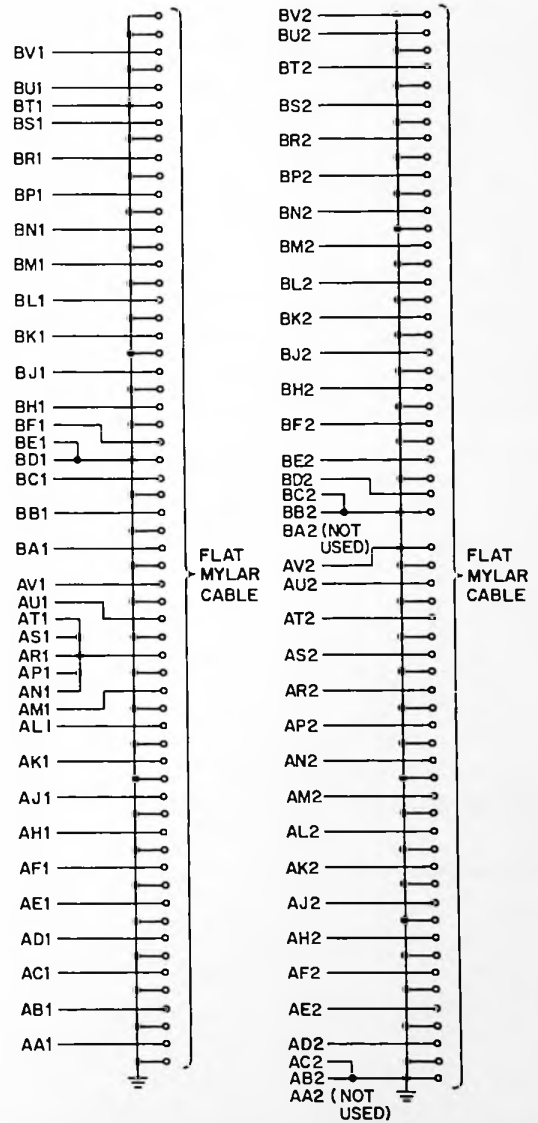 BV1
BU1
BT1
BS1
BR1
BP1
BN1
BM1
BL1
BK1
BJ1
BH1
BF1
BE1
BD1
BC1
BB1
BA1
AV1
AU1
AT1
AS1
AR1
AP1
AN1
AM1
AL1
AK1
AJ1
AH1
AF1
AE1
AD1
AC1
AB1
AA1
FLAT
MYLAR
CABLE
BV2
BU2
BT2
BS2
BR2
BP2
BN2
BM2
BL2
BK2
BJ2
BH2
BF2
BE2
BD2
BC2
BB2
BA2 (NOT
USED)
AV2
AU2
AT2
AS2
AR2
AP2
AN2
AM2
AL2
AK2
AJ2
AH2
AF2
AE2
AD2
AC2
AB2
AA2 (NOT
USED)
FLAT
MYLAR
CABLE